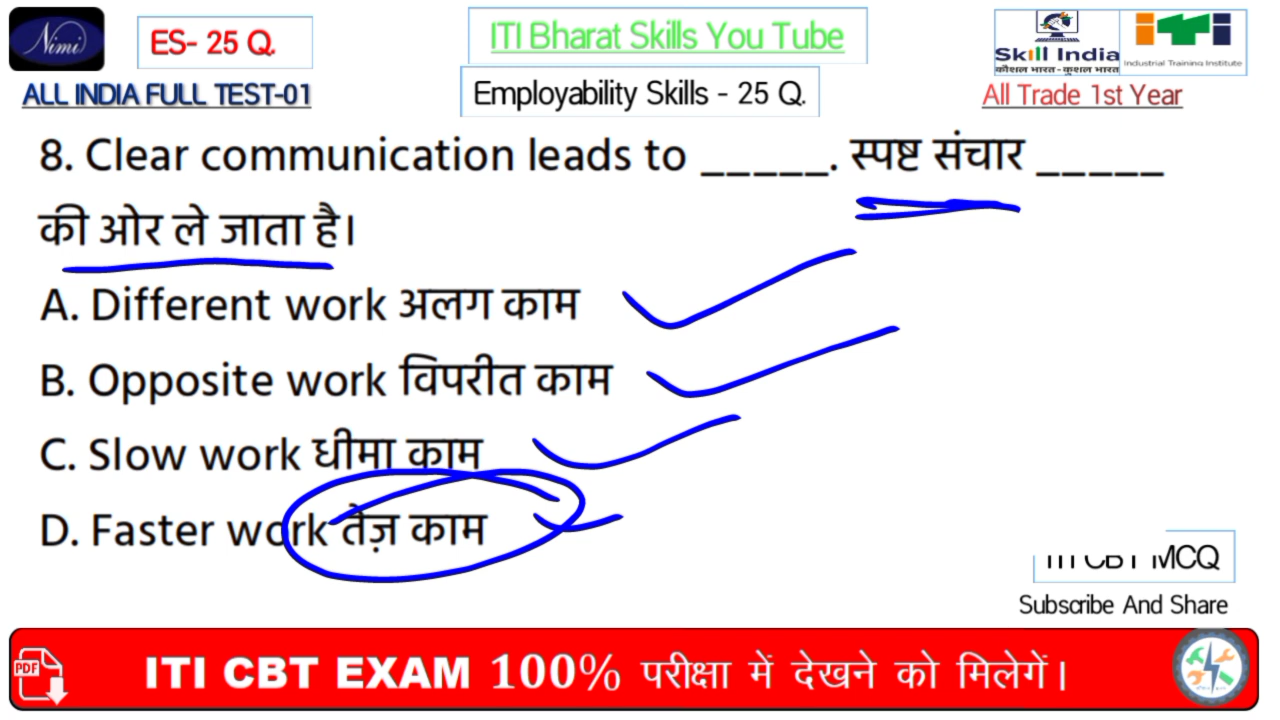 Nimi
ES- 25 Q.
ITI Bharat Skills You Tube
Skill India
कौशल भारत - कुशल भारत
Industrial Training Institute
ALL INDIA FULL TEST-01
Employability Skills - 25 Q.
All Trade 1st Year
8. Clear communication leads to _____. स्पष्ट संचार _____
की ओर ले जाता है।
A. Different work अलग काम
B. Opposite work विपरीत काम
C. Slow work धीमा काम
D. Faster work तेज़ काम
MCQ
Subscribe And Share
PDF
ITI CBT EXAM 100% परीक्षा में देखने को मिलेगें।